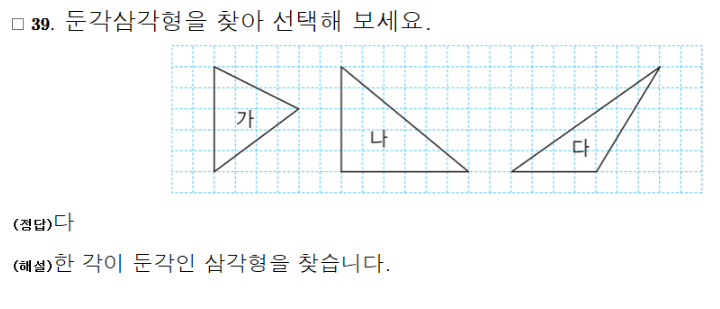 □ 39. 둔각삼각형을 찾아 선택해 보세요.
가
나
다
(정답)다
(해설)한 각이 둔각인 삼각형을 찾습니다.